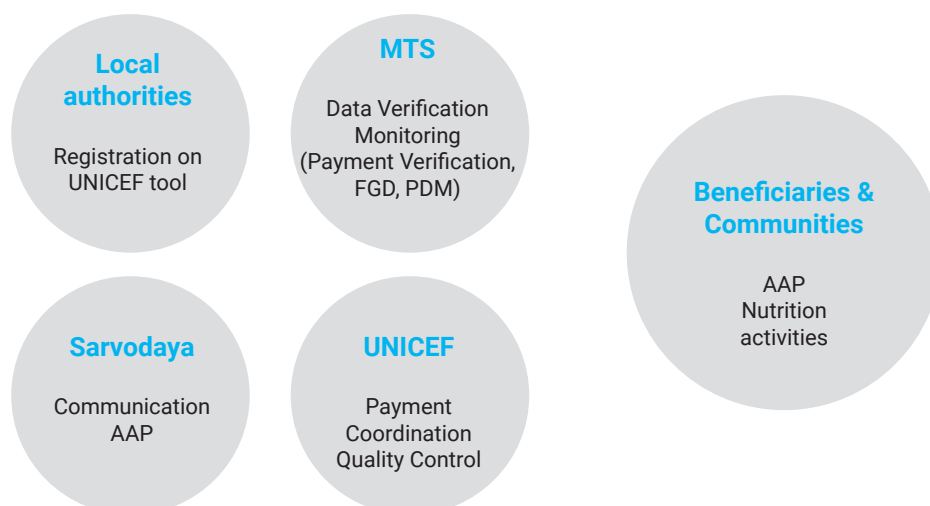 Local
authorities
Registration on
UNICEF tool
MTS
Data Verification
Monitoring
(Payment Verification,
FGD, PDM)
Beneficiaries &
Communities
AAP
Nutrition
activities
Sarvodaya
Communication
AAP
UNICEF
Payment
Coordination
Quality Control